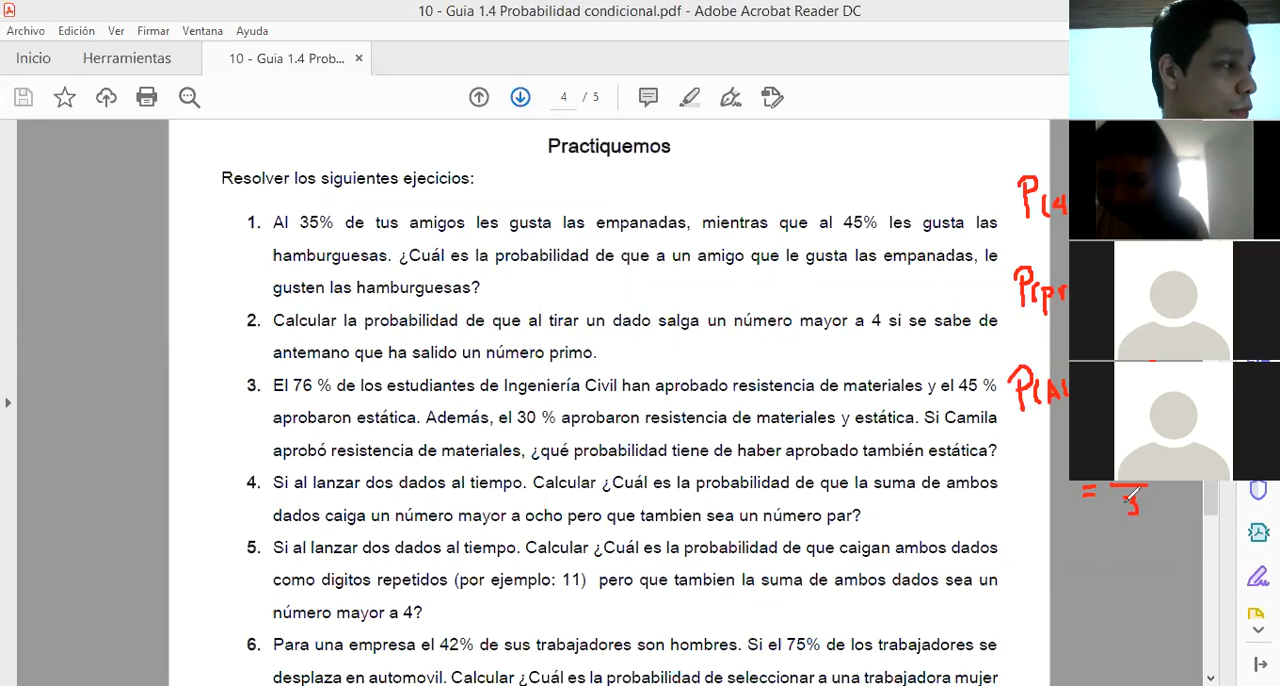 10 - Guia 1.4 Probabilidad condicional.pdf - Adobe Acrobat Reader DC
Archivo Edición Ver Firmar Ventana Ayuda
Inicio Herramientas 10 - Guia 1.4 Prob... ×
4 / 5
Practiquemos
Resolver los siguientes ejecicios:
1. Al 35% de tus amigos les gusta las empanadas, mientras que al 45% les gusta las
hamburguesas. ¿Cuál es la probabilidad de que a un amigo que le gusta las empanadas, le
gusten las hamburguesas?
2. Calcular la probabilidad de que al tirar un dado salga un número mayor a 4 si se sabe de
antemano que ha salido un número primo.
3. El 76 % de los estudiantes de Ingeniería Civil han aprobado resistencia de materiales y el 45 %
aprobaron estática. Además, el 30 % aprobaron resistencia de materiales y estática. Si Camila
aprobó resistencia de materiales, ¿qué probabilidad tiene de haber aprobado también estática?
4. Si al lanzar dos dados al tiempo. Calcular ¿Cuál es la probabilidad de que la suma de ambos
dados caiga un número mayor a ocho pero que tambien sea un número par?
5. Si al lanzar dos dados al tiempo. Calcular ¿Cuál es la probabilidad de que caigan ambos dados
como digitos repetidos (por ejemplo: 11) pero que tambien la suma de ambos dados sea un
número mayor a 4?
6. Para una empresa el 42% de sus trabajadores son hombres. Si el 75% de los trabajadores se
desplaza en automovil. Calcular ¿Cuál es la probabilidad de seleccionar a una trabajadora mujer
P(4
P(pr
P(A
=